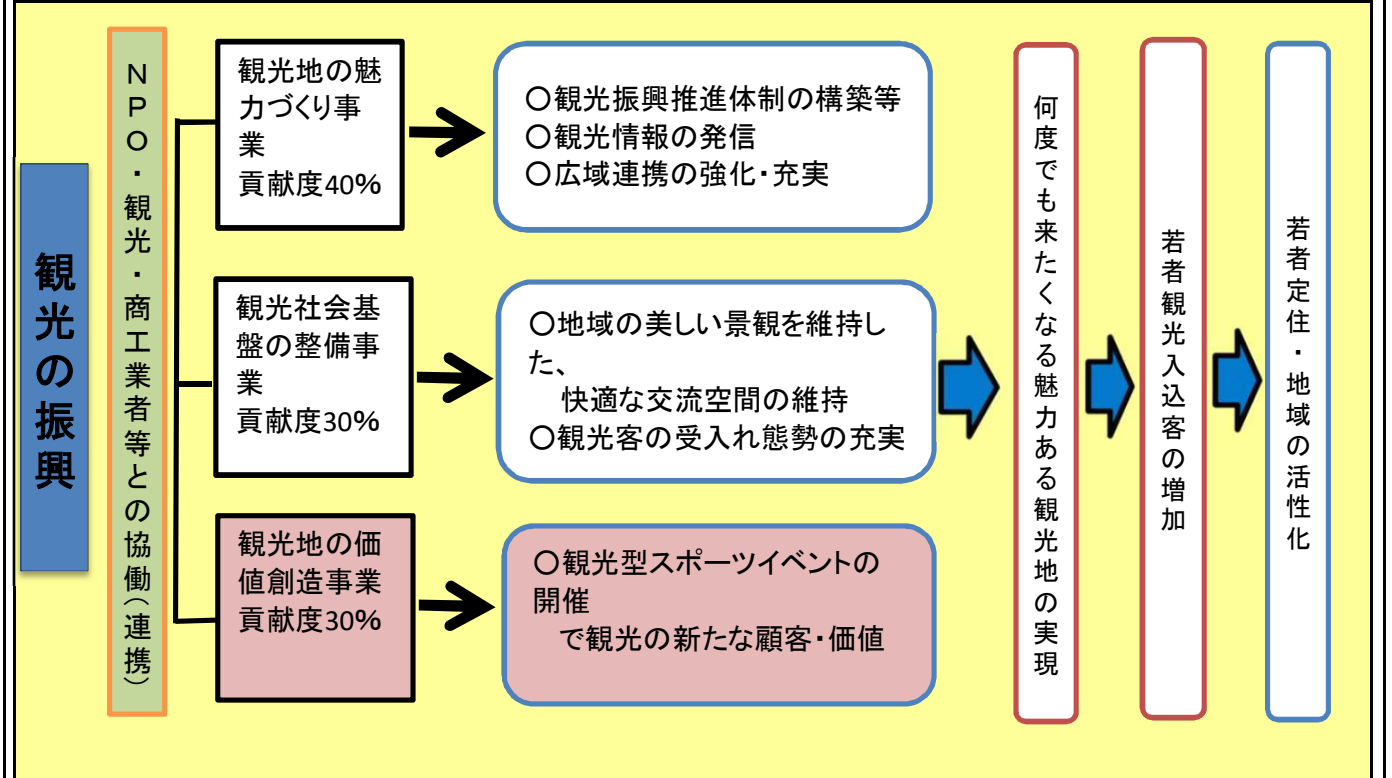 観光の振興
NPO・観光・商工業者等との協働(連携)
観光地の魅
力づくり事
業
貢献度40%
〇観光振興推進体制の構築等
〇観光情報の発信
〇広域連携の強化・充実
観光社会基
盤の整備事
業
貢献度30%
〇地域の美しい景観を維持し
た、
快適な交流空間の維持
〇観光客の受入れ態勢の充実
観光地の価
値創造事業
貢献度30%
〇観光型スポーツイベントの
開催
で観光の新たな顧客・価値
何度でも来たくなる魅力ある観光地の実現
若者観光入込客の増加
若者定住・地域の活性化